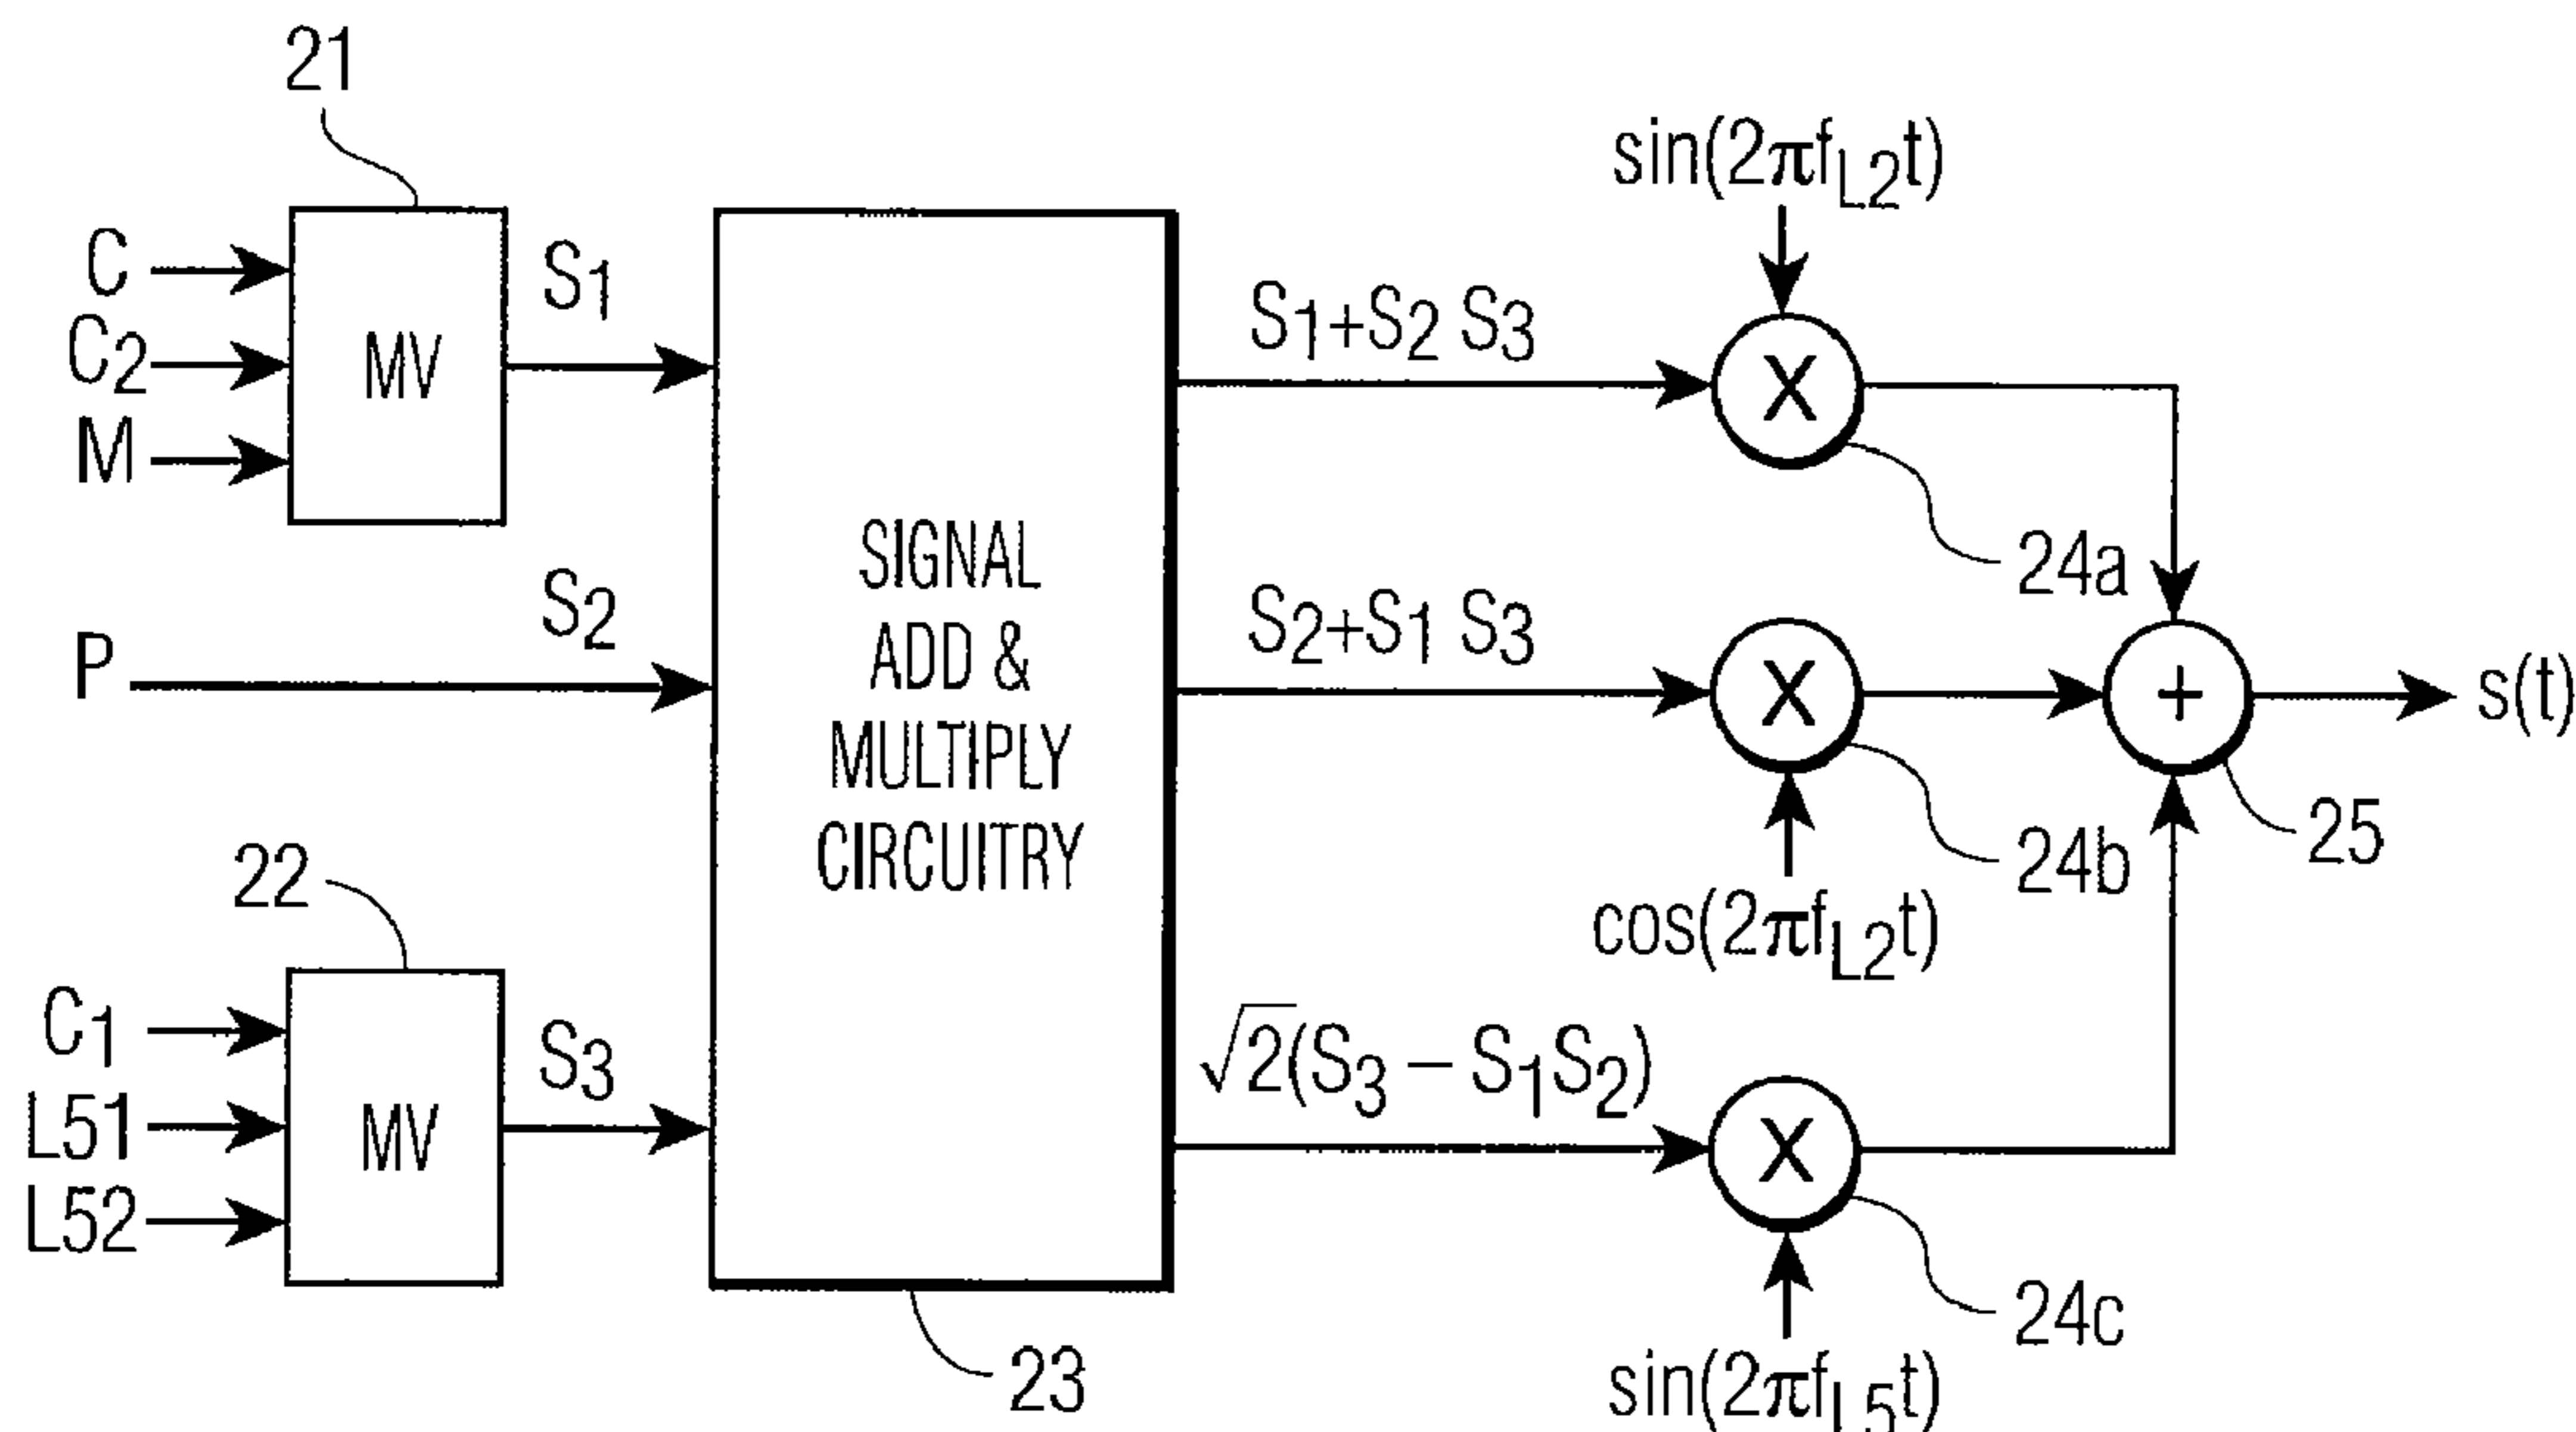 21
C
C2
M
MV
S1
P
S2
22
C1
L51
L52
MV
S3
SIGNAL
ADD &
MULTIPLY
CIRCUITRY
23
S1+S2 S3
sin(2πfL2t)
X
24a
S2+S1 S3
X
cos(2πfL2t)
24b
√2(S3 – S1S2)
X
sin(2πfL5t)
24c
+
25
s(t)